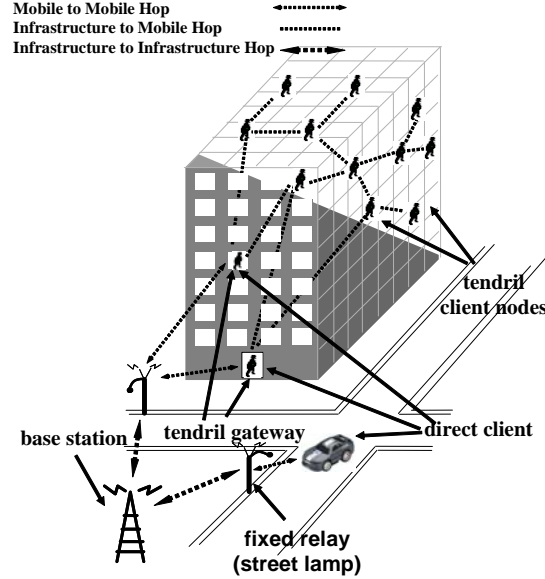 Mobile to Mobile Hop
Infrastructure to Mobile Hop
Infrastructure to Infrastructure Hop
tendril
client nodes
base station
tendril gateway
direct client
fixed relay
(street lamp)